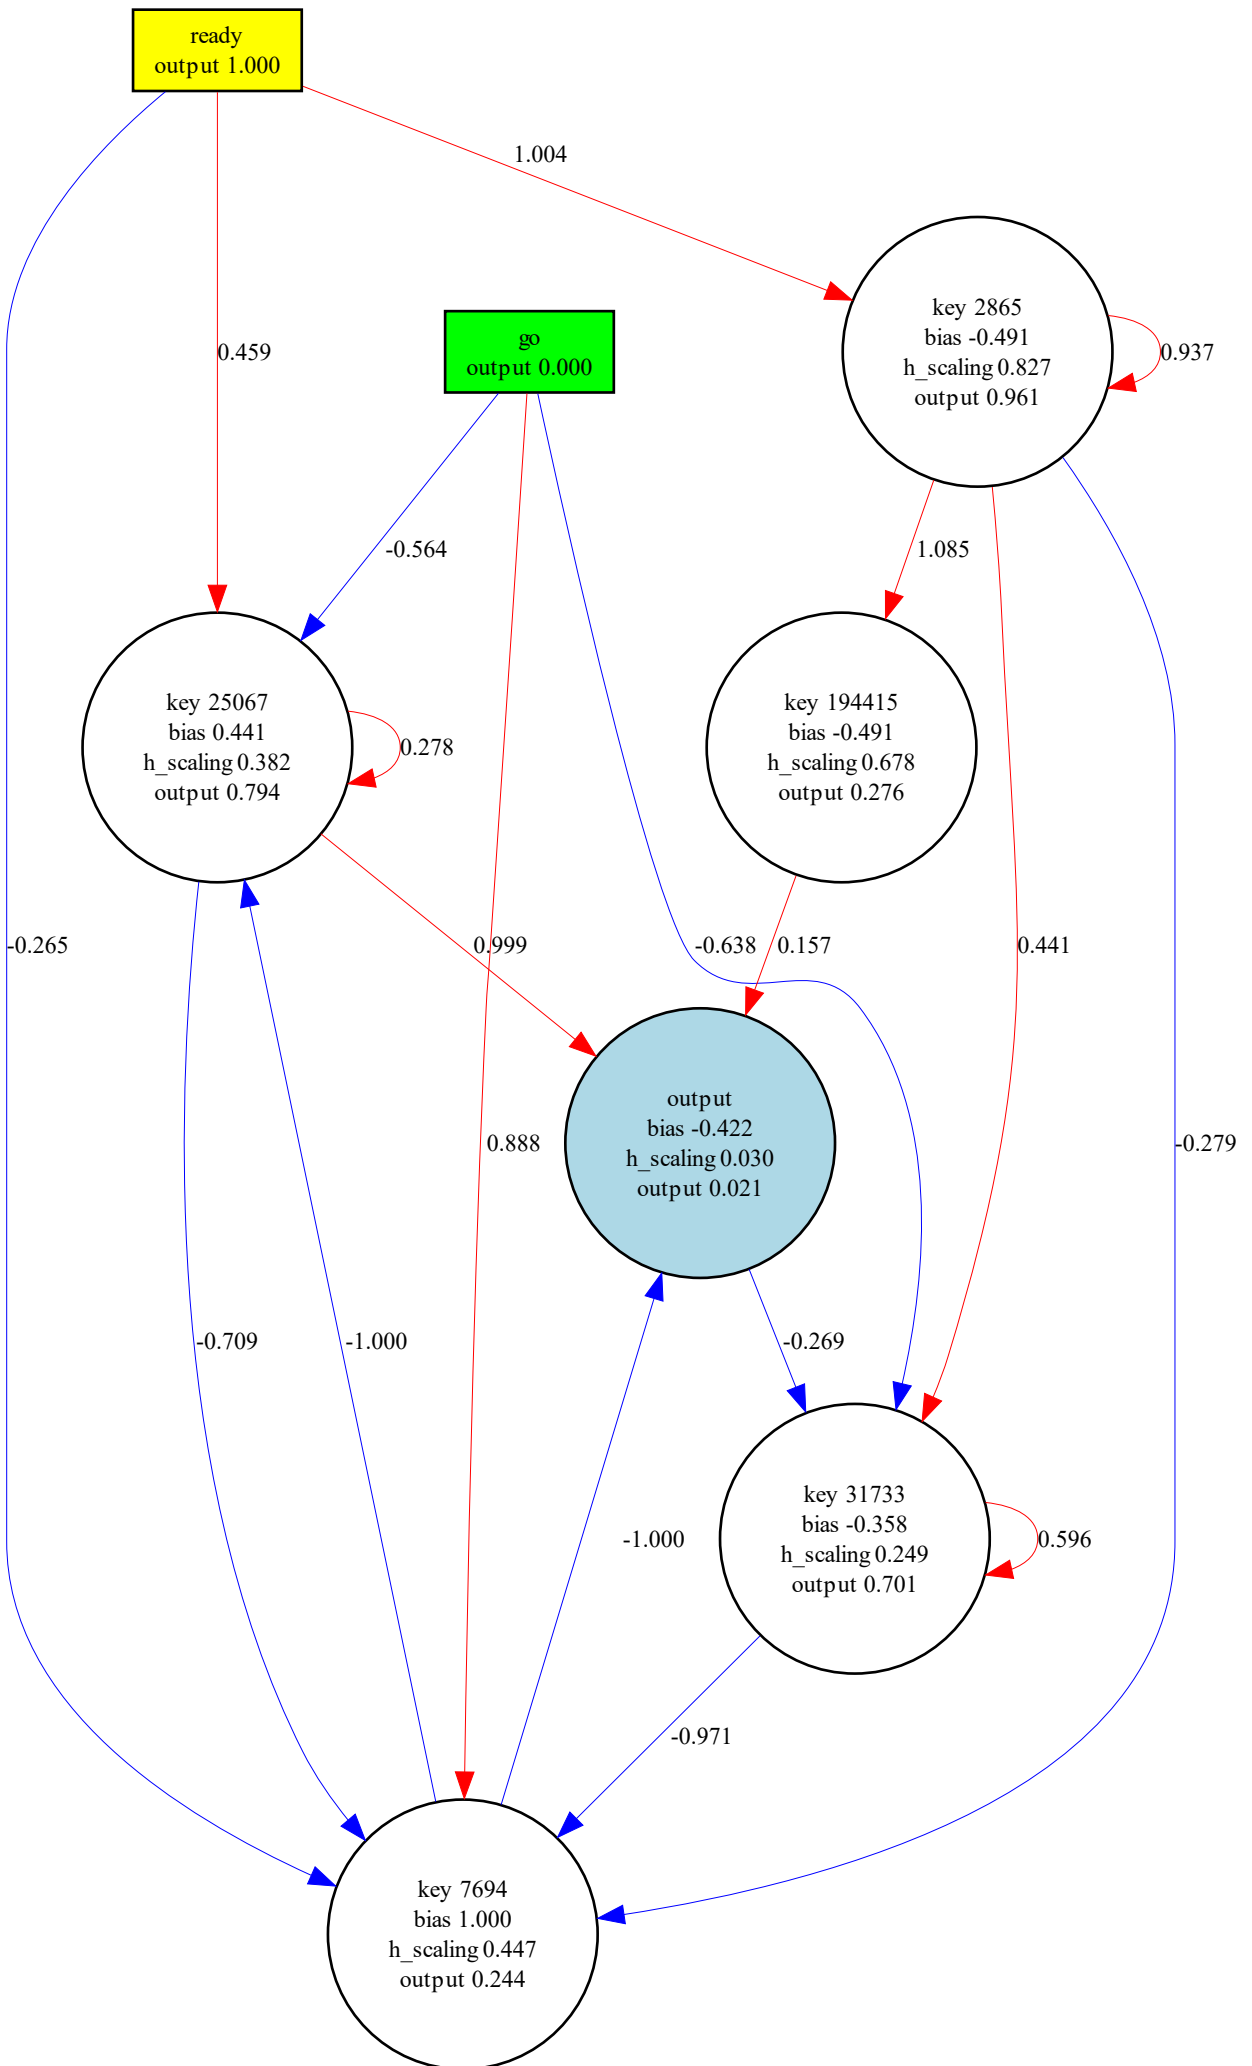 ready
output 1.000
1.004
go
output 0.000
0.459
key 2865
bias -0.491
h_scaling 0.827
output 0.961
0.937
-0.564
1.085
key 25067
bias 0.441
h_scaling 0.382
output 0.794
0.278
key 194415
bias -0.491
h_scaling 0.678
output 0.276
-0.265
0.999
-0.638
0.157
0.441
output
bias -0.422
h_scaling 0.030
output 0.021
0.888
-0.279
-0.709
-1.000
-0.269
-1.000
key 31733
bias -0.358
h_scaling 0.249
output 0.701
0.596
-0.971
key 7694
bias 1.000
h_scaling 0.447
output 0.244